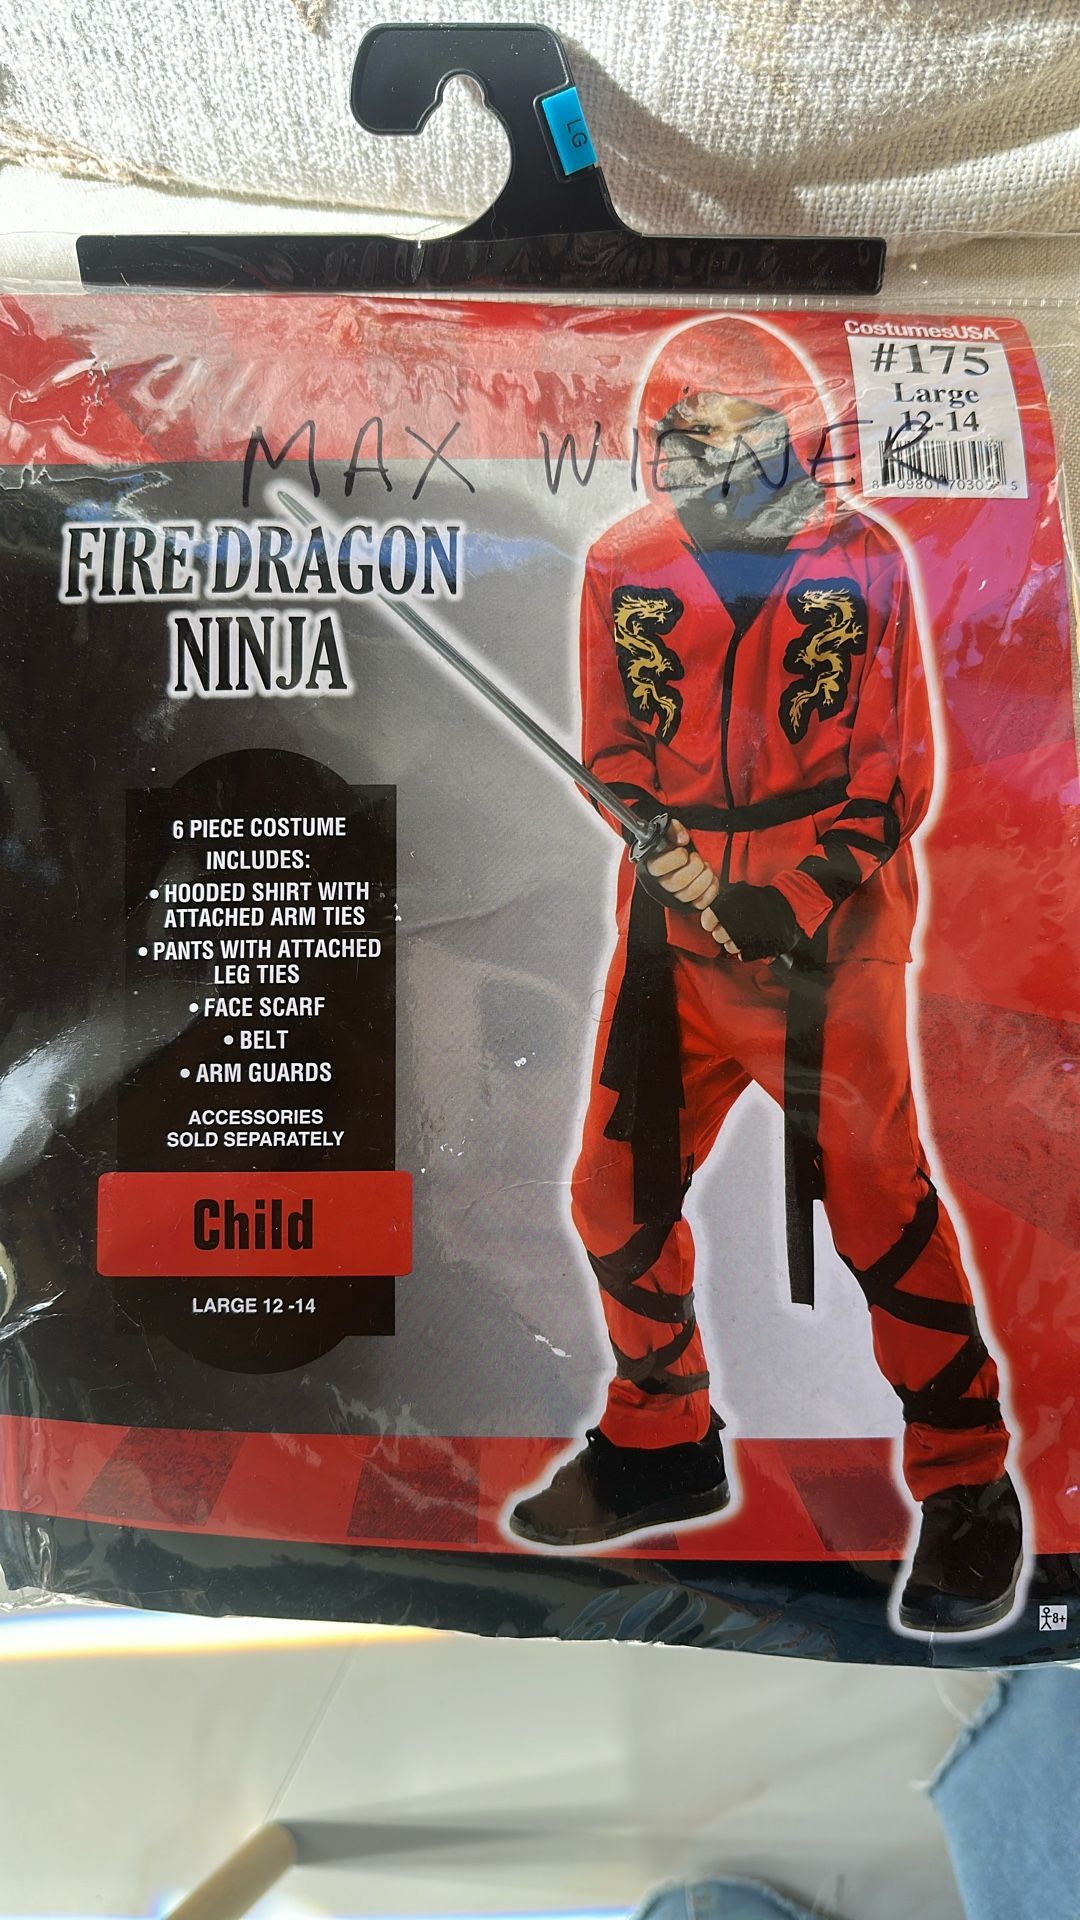 LG
CostumesUSA
#175
Large
12-14
MAX WIENER
FIRE DRAGON
NINJA
6 PIECE COSTUME
INCLUDES:
• HOODED SHIRT WITH
ATTACHED ARM TIES
• PANTS WITH ATTACHED
LEG TIES
• FACE SCARF
• BELT
• ARM GUARDS
ACCESSORIES
SOLD SEPARATELY
Child
LARGE 12 -14
8+